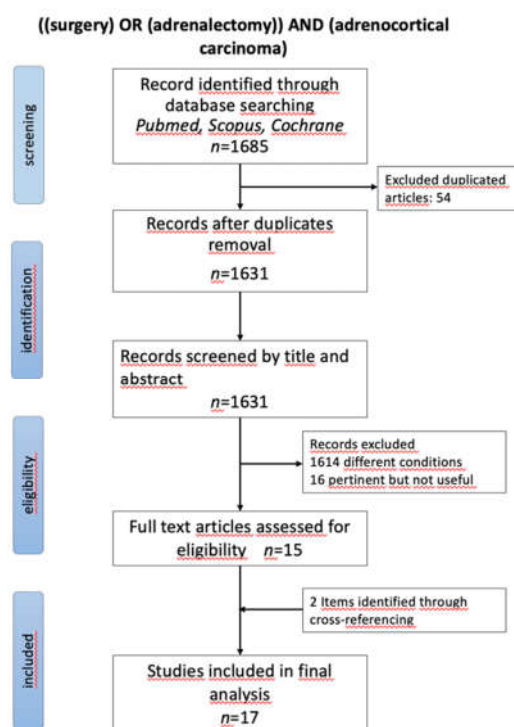 ((surgery) OR (adrenalectomy)) AND (adrenocortical
carcinoma)
screening
Record identified through
database searching
Pubmed, Scopus, Cochrane
n=1685
Excluded duplicated
articles: 54
identification
Records after duplicates
removal
n=1631
Records screened by title and
abstract
n=1631
eligibility
Records excluded
1614 different conditions
16 pertinent but not useful
Full text articles assessed for
eligibility n=15
included
2 Items identified through
cross-referencing
Studies included in final
analysis
n=17